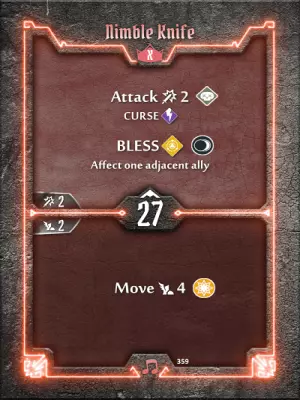 Nimble Knife
X
Attack 2
CURSE
BLESS
Affect one adjacent ally
2
27
2
Move 4
359